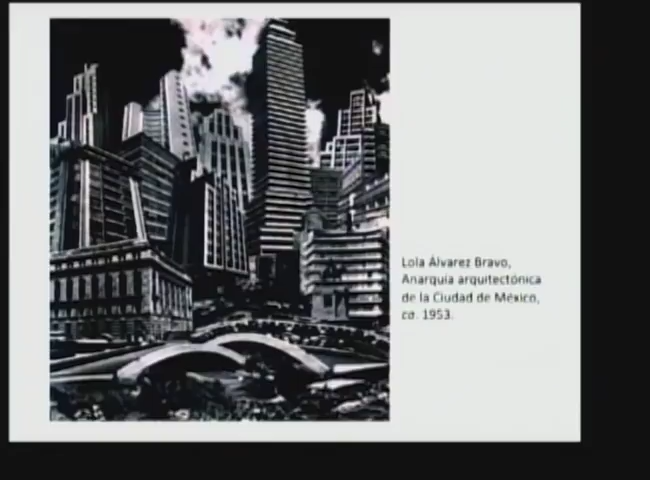 Lola Álvarez Bravo,
Anarquía arquitectónica
de la Ciudad de México,
ca. 1953.